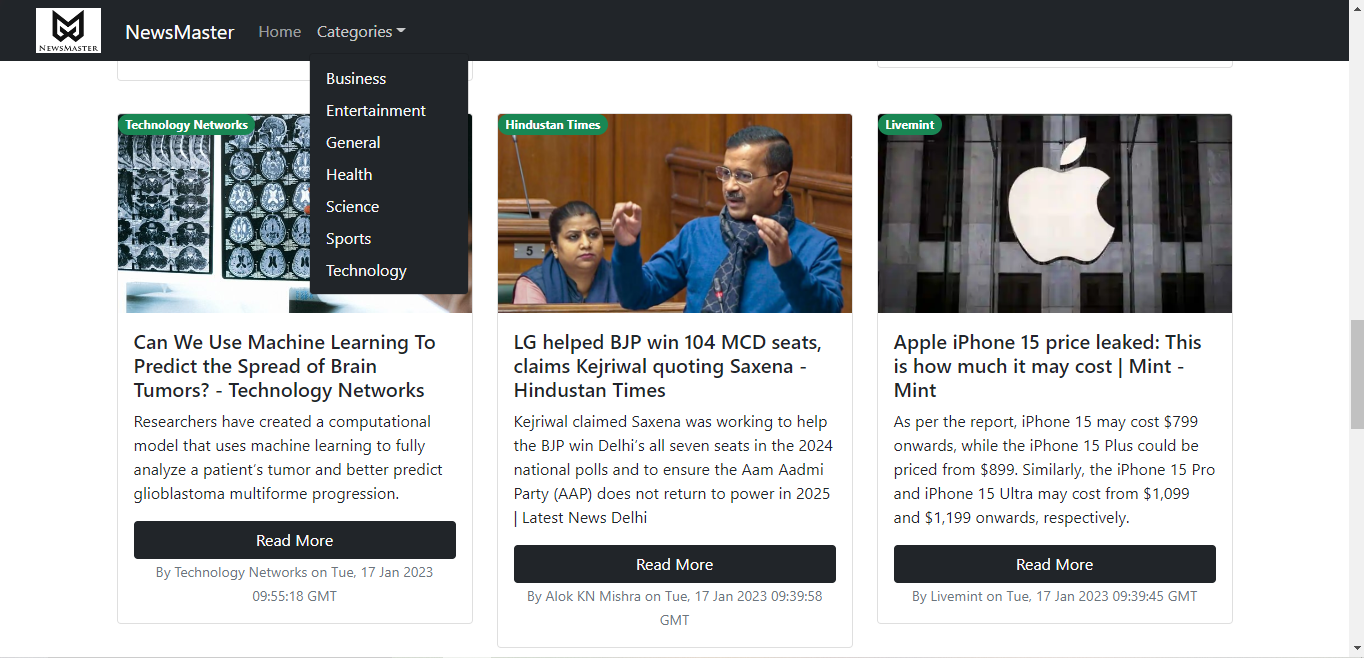 NEWSMASTER
NewsMaster
Home
Categories
Business
Entertainment
General
Health
Science
Sports
Technology
Technology Networks
Can We Use Machine Learning To
Predict the Spread of Brain
Tumors? - Technology Networks
Researchers have created a computational
model that uses machine learning to fully
analyze a patient’s tumor and better predict
glioblastoma multiforme progression.
Read More
By Technology Networks on Tue, 17 Jan 2023
09:55:18 GMT
Hindustan Times
5
LG helped BJP win 104 MCD seats,
claims Kejriwal quoting Saxena -
Hindustan Times
Kejriwal claimed Saxena was working to help
the BJP win Delhi’s all seven seats in the 2024
national polls and to ensure the Aam Aadmi
Party (AAP) does not return to power in 2025
| Latest News Delhi
Read More
By Alok KN Mishra on Tue, 17 Jan 2023 09:39:58
GMT
Livemint
Apple iPhone 15 price leaked: This
is how much it may cost | Mint -
Mint
As per the report, iPhone 15 may cost $799
onwards, while the iPhone 15 Plus could be
priced from $899. Similarly, the iPhone 15 Pro
and iPhone 15 Ultra may cost from $1,099
and $1,199 onwards, respectively.
Read More
By Livemint on Tue, 17 Jan 2023 09:39:45 GMT